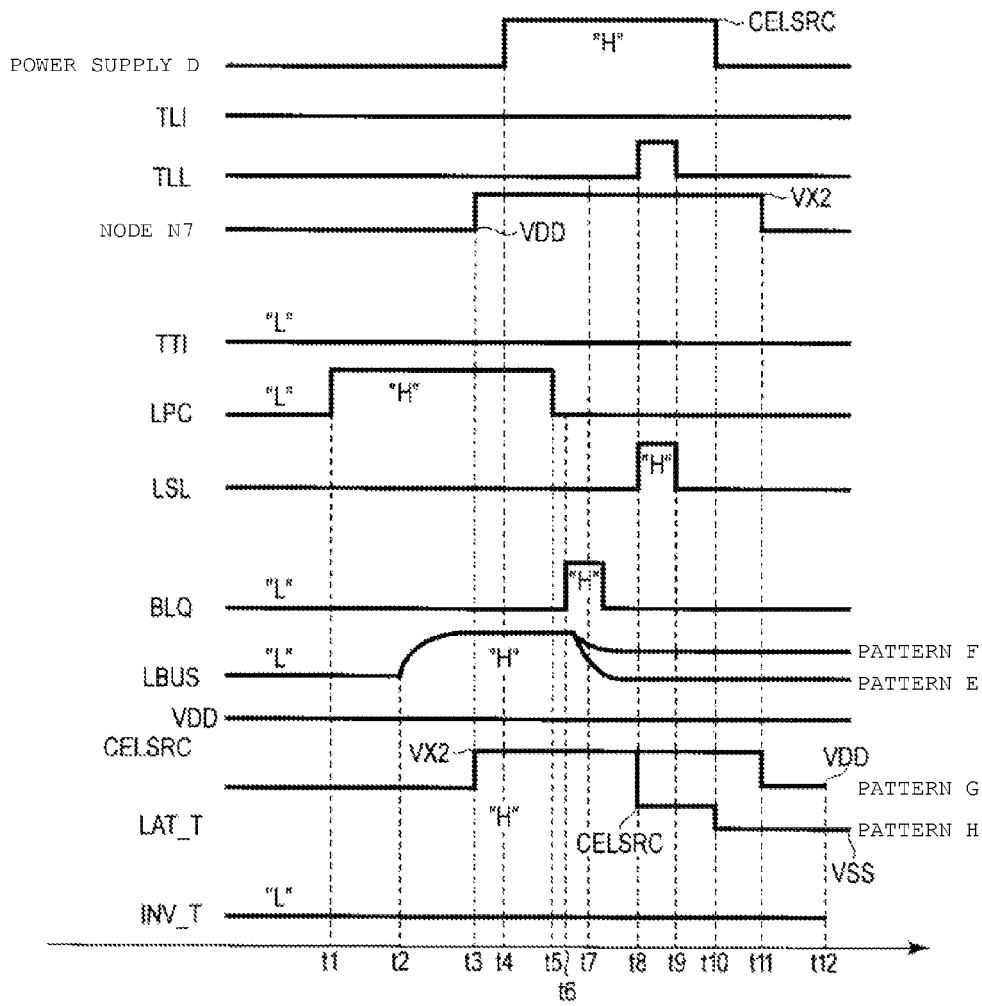 CELSRC
"H"
POWER SUPPLY D
TLI
TLL
VX2
NODE N7
VDD
"L"
TTI
"H"
"L"
LPC
"H"
LSL
"L"
"H"
BLQ
"L"
"H"
PATTERN F
LBUS
PATTERN E
VDD
CELSRC
VX2
VDD
PATTERN G
"H"
LAT_T
CELSRC
PATTERN H
VSS
"L"
INV_T
t1 t2 t3 t4 t5 t7 t8 t9 t10 t11 t12
t6